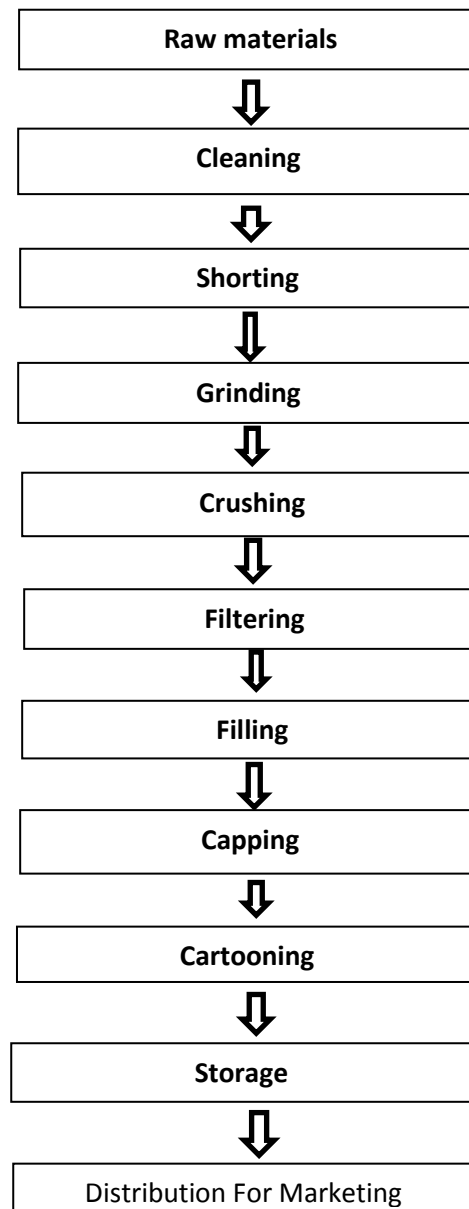 Raw materials
Cleaning
Shorting
Grinding
Crushing
Filtering
Filling
Capping
Cartooning
Storage
Distribution For Marketing